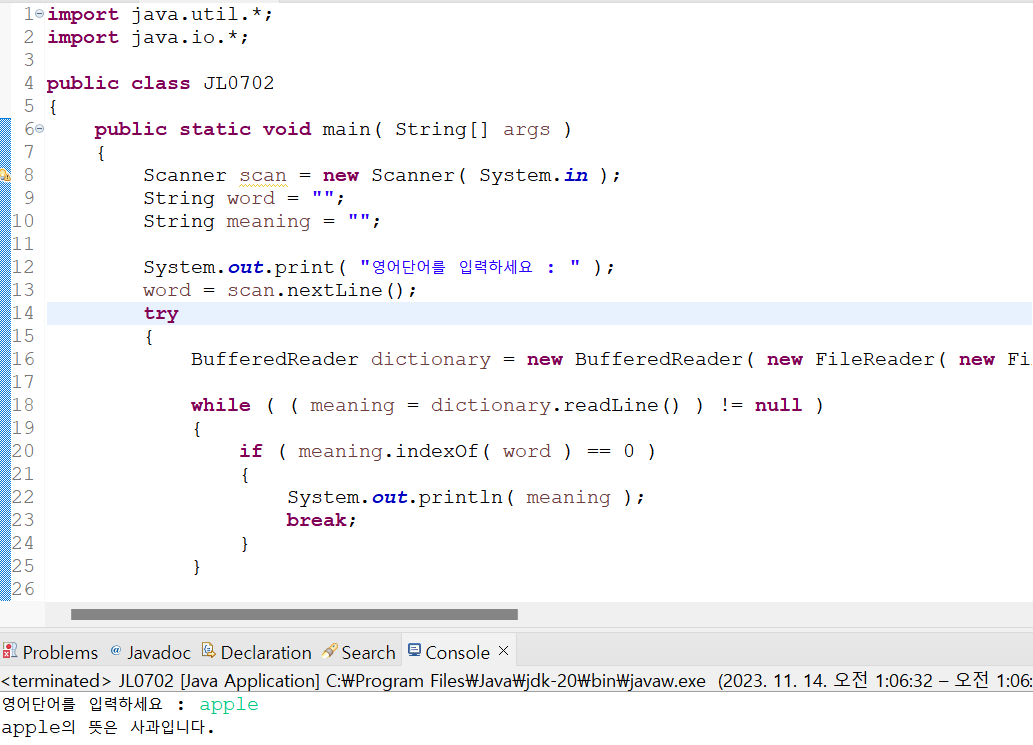 1 import java.util.*;
2 import java.io.*;
3
4 public class JL0702
5 {
6 public static void main( String[] args )
7 {
8 Scanner scan = new Scanner( System.in );
9 String word = "";
10 String meaning = "";
11
12 System.out.print( "영어단어를 입력하세요 : " );
13 word = scan.nextLine();
14 try
15 {
16 BufferedReader dictionary = new BufferedReader( new FileReader( new Fi
17
18 while ( ( meaning = dictionary.readLine() ) != null )
19 {
20 if ( meaning.indexOf( word ) == 0 )
21 {
22 System.out.println( meaning );
23 break;
24 }
25 }
26
Problems @ Javadoc Declaration Search Console ×
<terminated> JL0702 [Java Application] C:₩Program Files₩Java₩jdk-20₩bin₩javaw.exe (2023. 11. 14. 오전 1:06:32 – 오전 1:06:
영어단어를 입력하세요 : apple
apple의 뜻은 사과입니다.